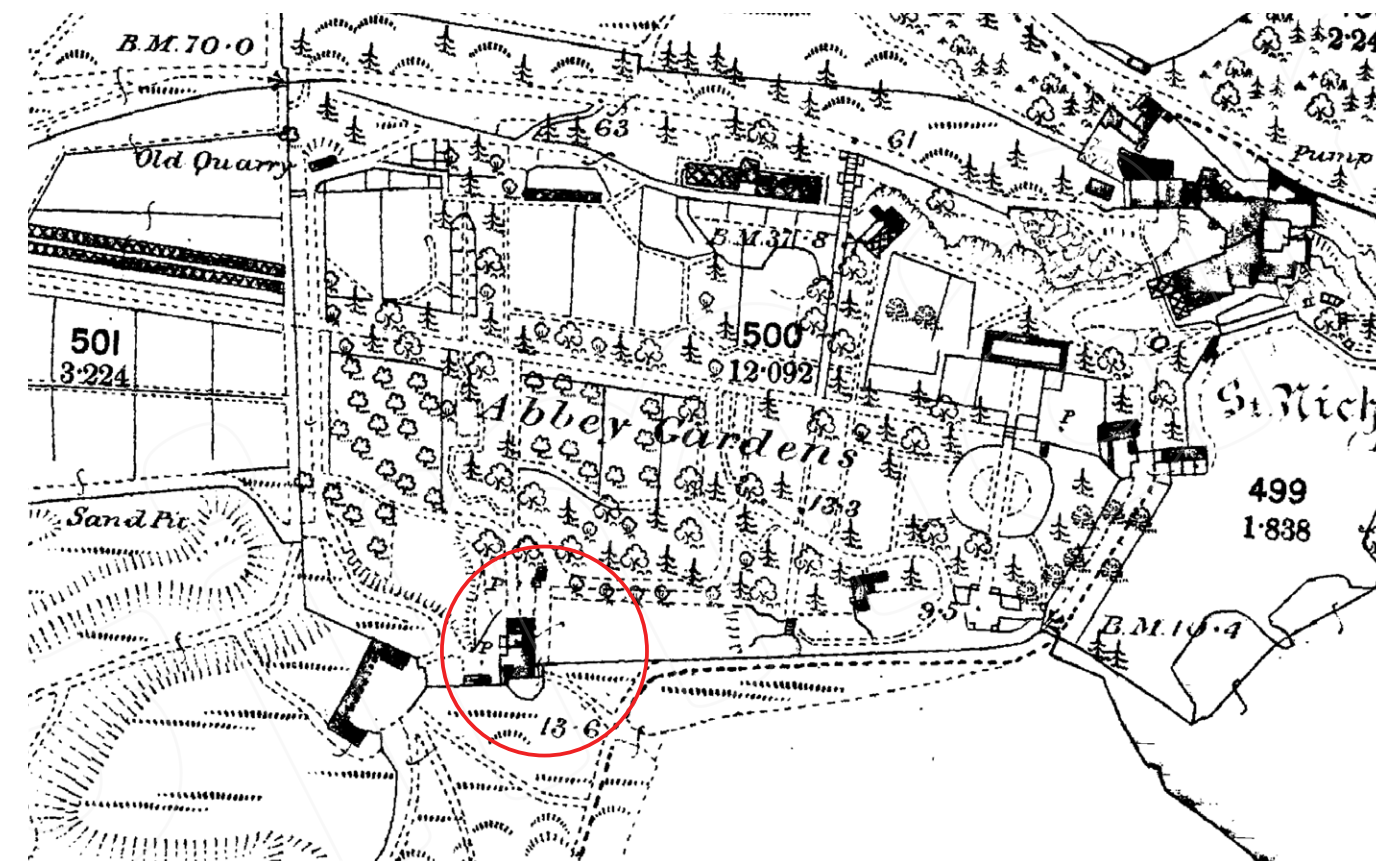 B.M.70·0
2·24
63
61
Pump
Old Quarry
B.M.37·8
501
3·224
500
12·092
St. Nich
Abbey Gardens
499
1·838
13·3
Sand Pit
P
P
P
9·5
B.M.16·4
13·6